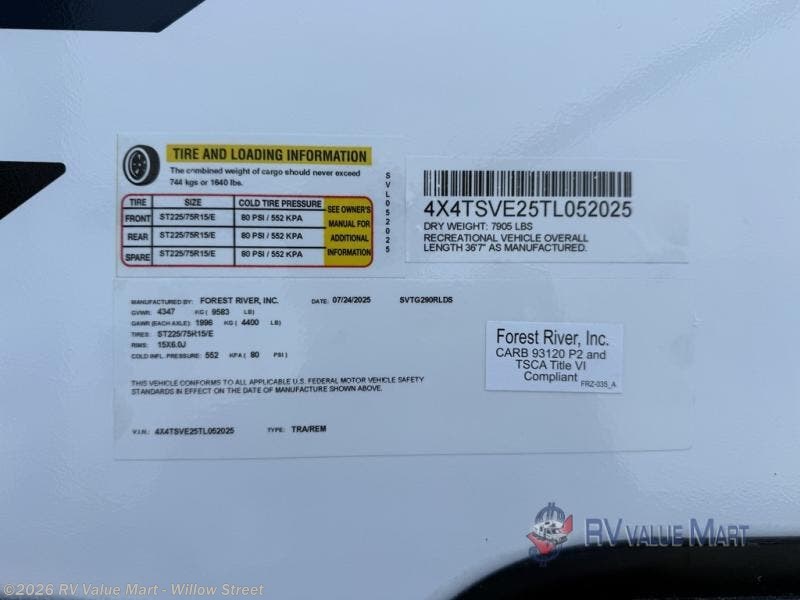 TIRE AND LOADING INFORMATION
The combined weight of cargo should never exceed
744 kgs or 1640 lbs.
TIRE SIZE COLD TIRE PRESSURE SEE OWNER'S MANUAL FOR ADDITIONAL INFORMATION
FRONT ST225/75R15/E 80 PSI / 552 KPA
REAR ST225/75R15/E 80 PSI / 552 KPA
SPARE ST225/75R15/E 80 PSI / 552 KPA
SVL052025
4X4TSVE25TL052025
DRY WEIGHT: 7905 LBS
RECREATIONAL VEHICLE OVERALL
LENGTH 36'7" AS MANUFACTURED.
MANUFACTURED BY: FOREST RIVER, INC. DATE: 07/24/2025 SVTG290RLDS
GVWR: 4347 KG ( 9583 LB)
GAWR (EACH AXLE): 1996 KG ( 4400 LB)
TIRES: ST225/75R15/E
RIMS: 15X6.0J
COLD INFL. PRESSURE: 552 KPA ( 80 PSI )
THIS VEHICLE CONFORMS TO ALL APPLICABLE U.S. FEDERAL MOTOR VEHICLE SAFETY
STANDARDS IN EFFECT ON THE DATE OF MANUFACTURE SHOWN ABOVE.
V.I.N.: 4X4TSVE25TL052025 TYPE: TRA/REM
Forest River, Inc.
CARB 93120 P2 and
TSCA Title VI
Compliant
FRZ-035_A
RV VALUE MART
©2026 RV Value Mart - Willow Street